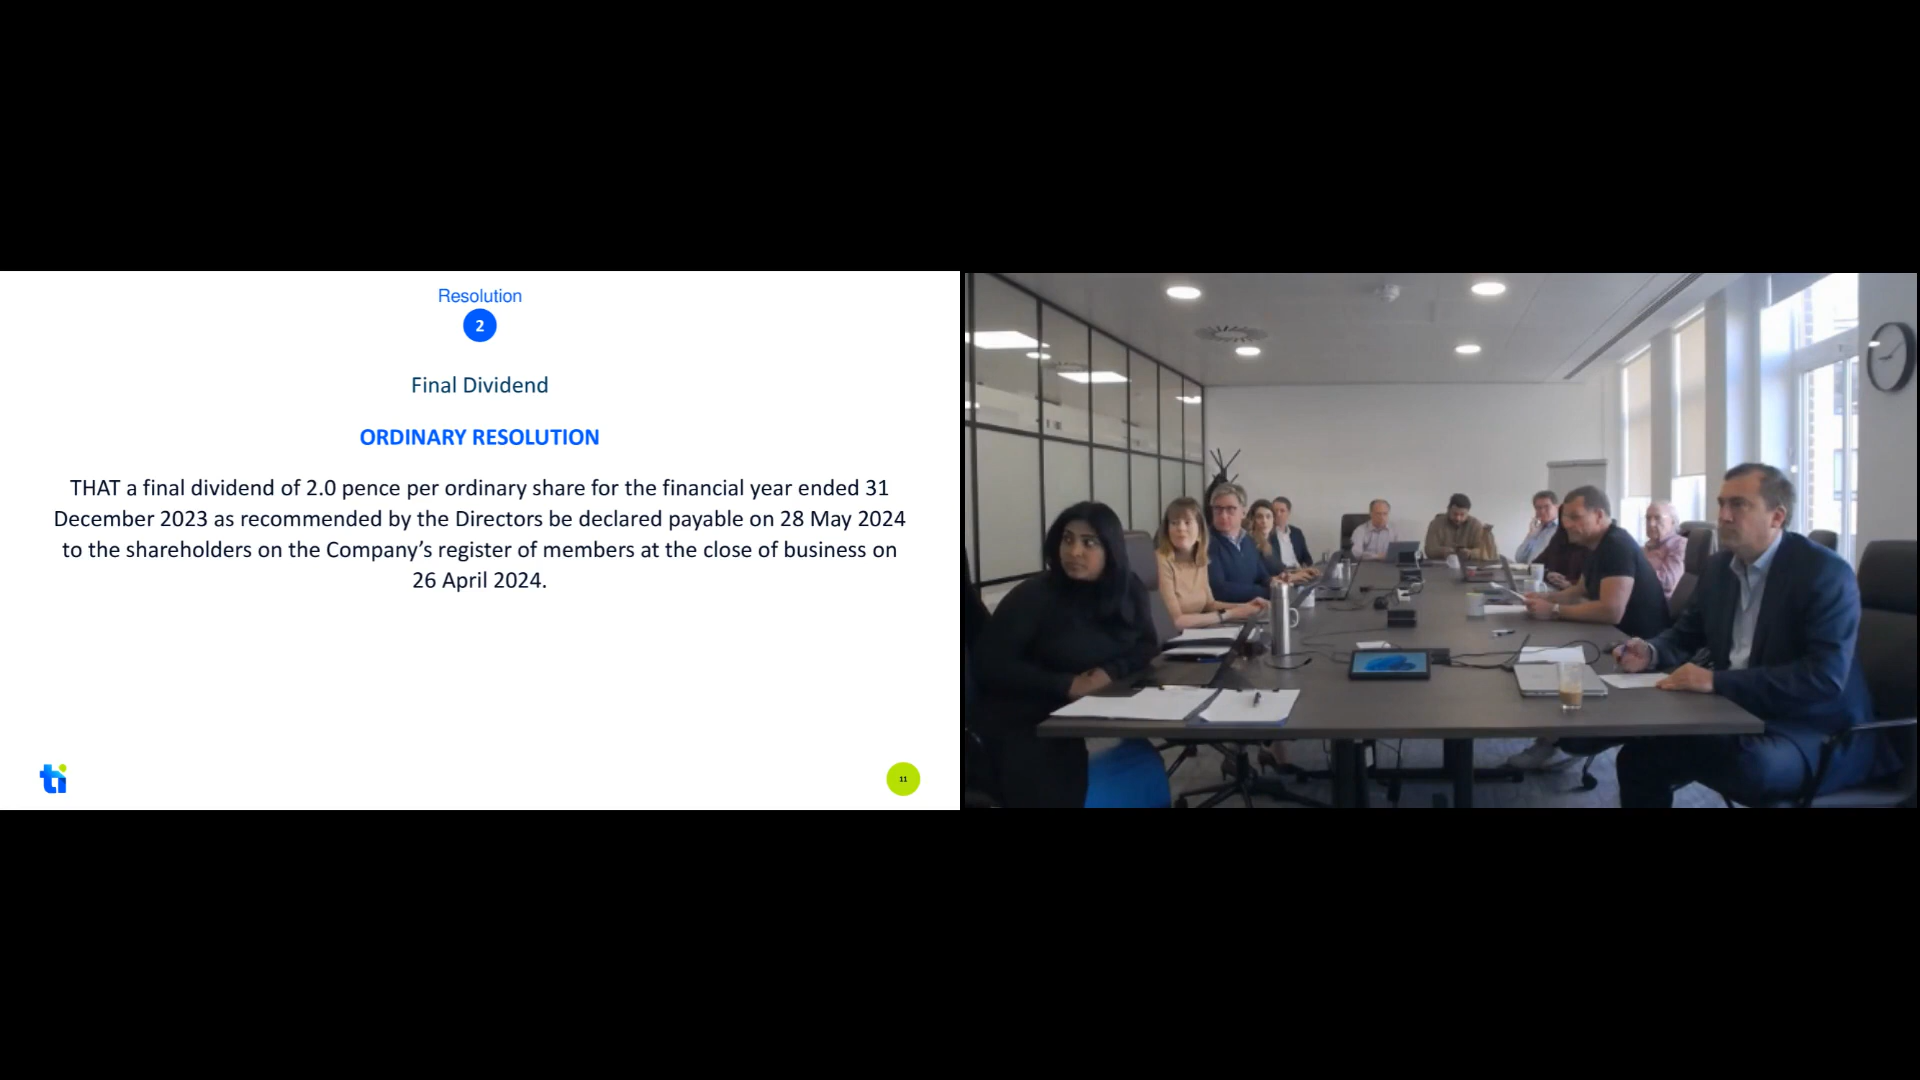 Resolution
2
Final Dividend
ORDINARY RESOLUTION
THAT a final dividend of 2.0 pence per ordinary share for the financial year ended 31
December 2023 as recommended by the Directors be declared payable on 28 May 2024
to the shareholders on the Company’s register of members at the close of business on
26 April 2024.
ti
11